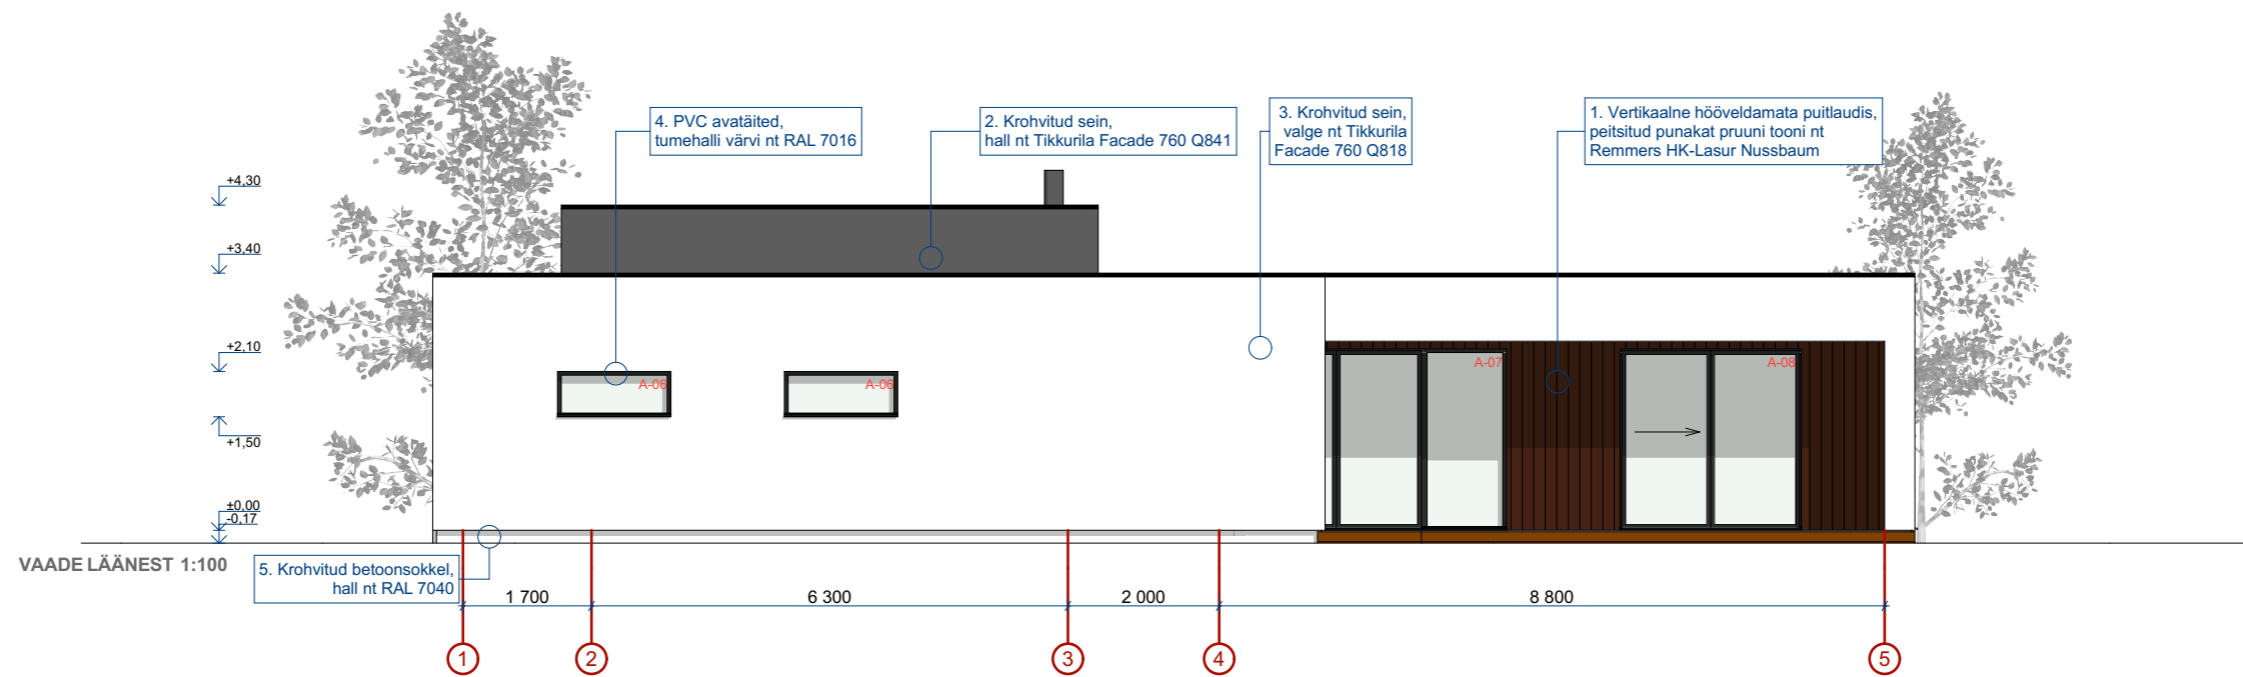 4. PVC avatäited,
tumehalli värvi nt RAL 7016
2. Krohvitud sein,
hall nt Tikkurila Facade 760 Q841
3. Krohvitud sein,
valge nt Tikkurila
Facade 760 Q818
1. Vertikaalne hööveldamata puitlaudis,
peitsitud punakat pruuni tooni nt
Remmers HK-Lasur Nussbaum
+4,30
+3,40
+2,10
+1,50
±0,00
-0,17
A-06
A-06
A-07
A-08
VAADE LÄÄNEST 1:100
5. Krohvitud betoonsokkel,
hall nt RAL 7040
1 700
6 300
2 000
8 800
1
2
3
4
5